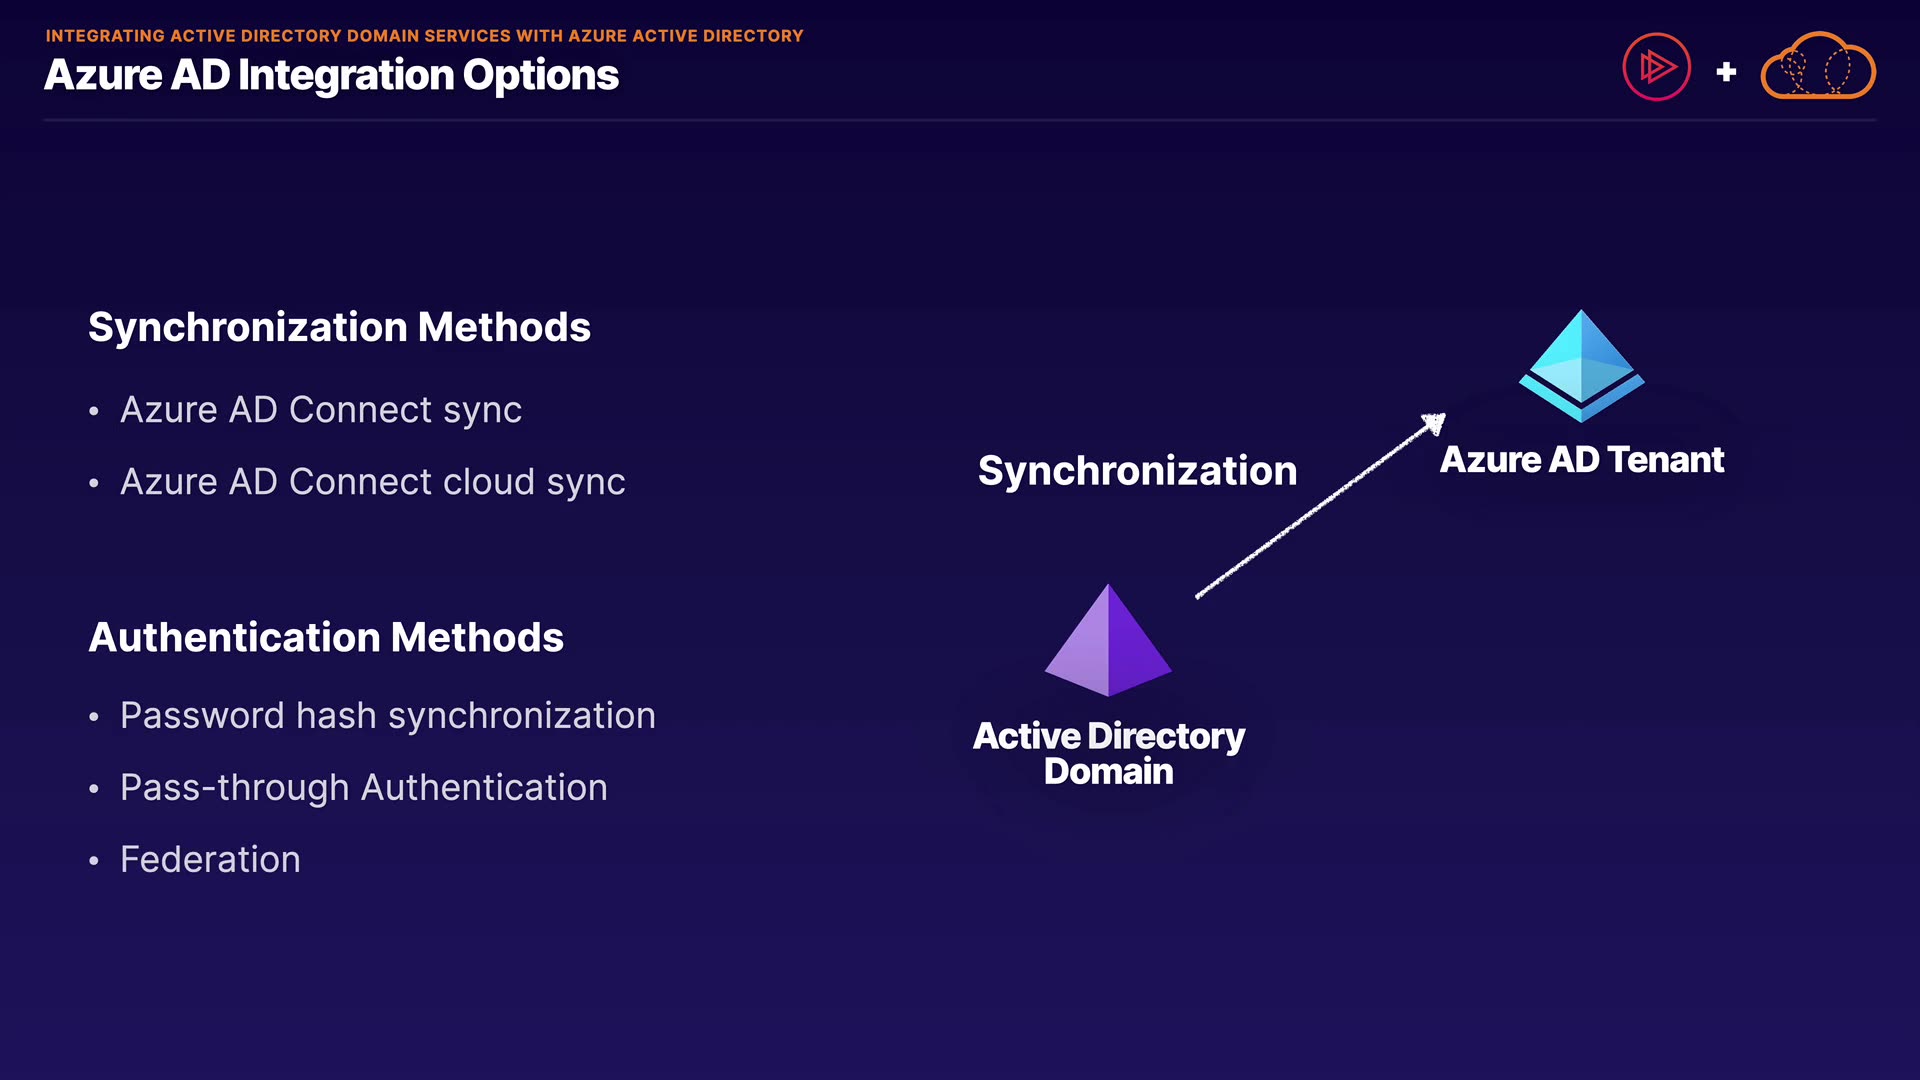 INTEGRATING ACTIVE DIRECTORY DOMAIN SERVICES WITH AZURE ACTIVE DIRECTORY
Azure AD Integration Options
+
Synchronization Methods
• Azure AD Connect sync
• Azure AD Connect cloud sync
Authentication Methods
• Password hash synchronization
• Pass-through Authentication
• Federation
Synchronization
Azure AD Tenant
Active Directory
Domain